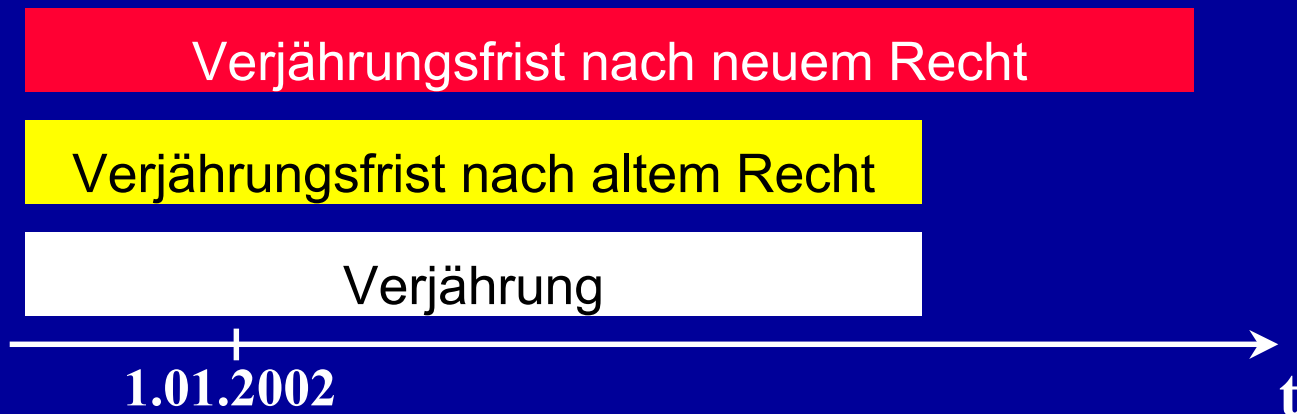 Verjährungsfrist nach neuem Recht
Verjährungsfrist nach altem Recht
Verjährung
1.01.2002
t